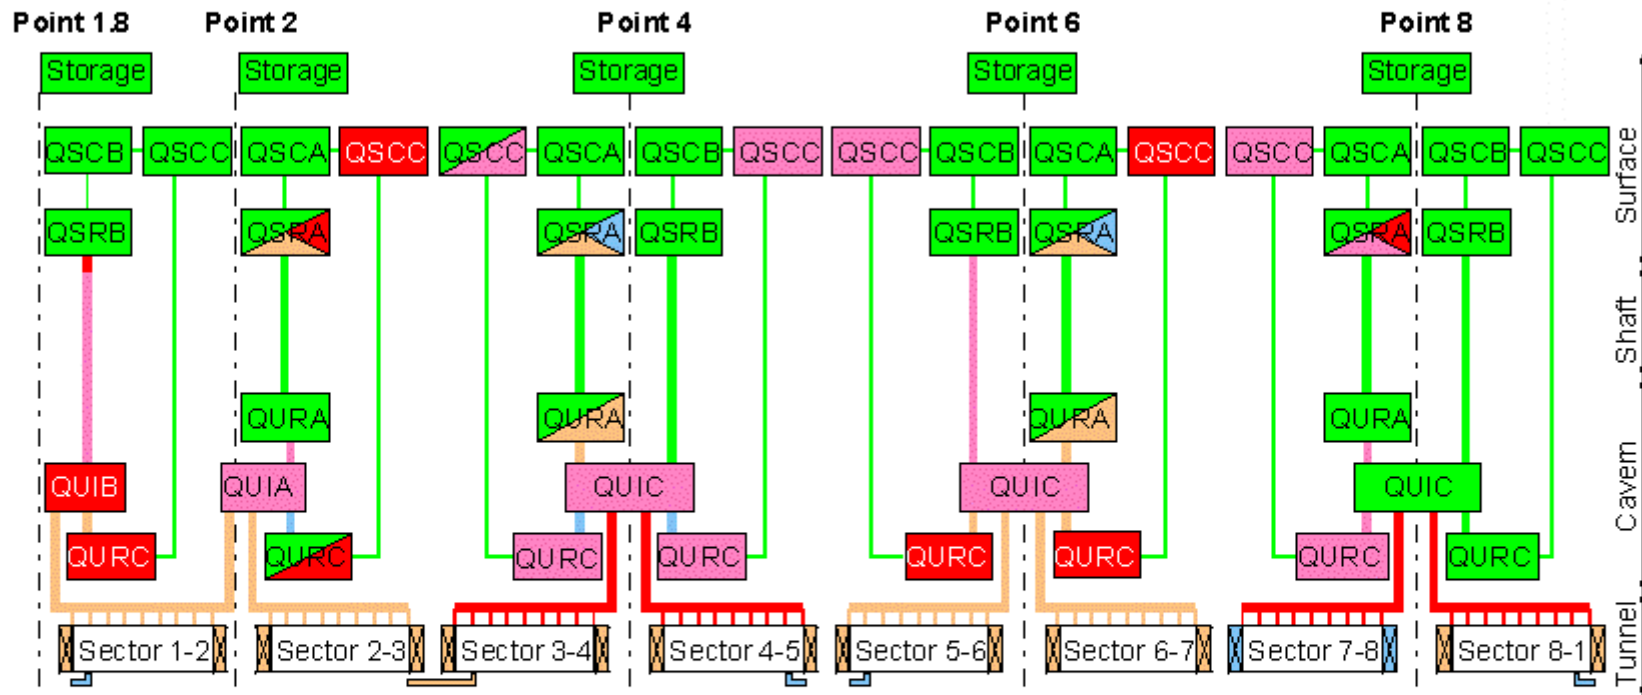 Point 1.8 Point 2 Point 4 Point 6 Point 8
Storage Storage Storage Storage Storage
QSCB QSCC QSCA QSCC QSCC QSCA QSCB QSCC QSCC QSCB QSCA QSCC QSCC QSCA QSCB QSCC
QSRB QSRA QSRA QSRB QSRB QSRA QSRA QSRB
Surface
Shaft
QURA QURA QURA QURA
QUIB QUIA QUIC QUIC QUIC
Cavern
QURC QURC QURC QURC QURC QURC QURC QURC
Sector 1-2 Sector 2-3 Sector 3-4 Sector 4-5 Sector 5-6 Sector 6-7 Sector 7-8 Sector 8-1
Tunnel